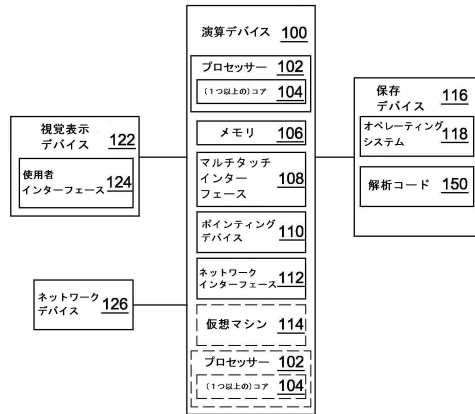 演算デバイス 100
プロセッサー 102
(1つ以上の)コア 104
メモリ 106
マルチタッチ
インター
フェース 108
ポインティング
デバイス 110
ネットワーク
インターフェース 112
仮想マシン 114
プロセッサー 102
(1つ以上の)コア 104
視覚表示
デバイス 122
使用者
インターフェース 124
ネットワーク
デバイス 126
保存 116
デバイス
オペレーティング
システム 118
解析コード 150